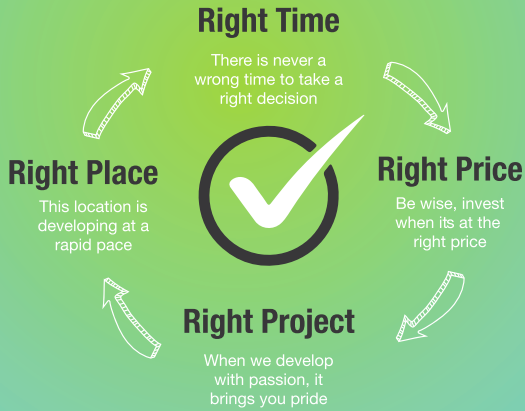 Right Time
There is never a
wrong time to take a
right decision
Right Place
This location is
developing at a
rapid pace
Right Price
Be wise, invest
when its at the
right price
Right Project
When we develop
with passion, it
brings you pride